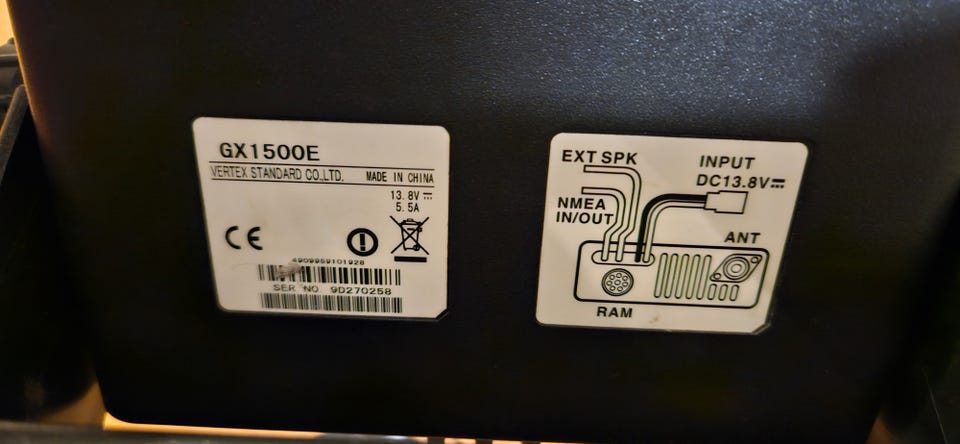 GX1500E
VERTEX STANDARD CO.LTD. MADE IN CHINA
13.8V
5.5A
CE
4909959101928
SER NO. 9D270258
EXT SPK
INPUT
DC13.8V
NMEA
IN/OUT
ANT
RAM